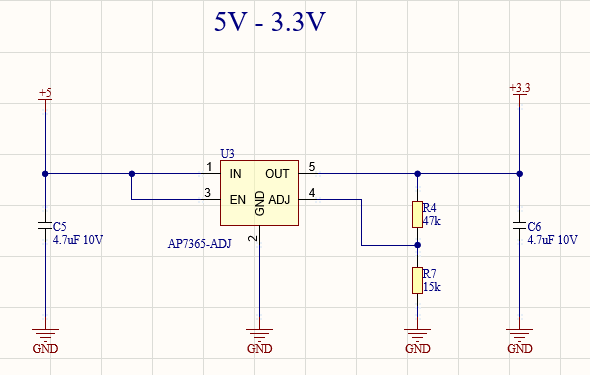 5V - 3.3V
+5
+3.3
U3
1
IN
OUT
5
3
EN
GND
ADJ
4
2
AP7365-ADJ
C5
4.7uF 10V
R4
47k
C6
4.7uF 10V
R7
15k
GND
GND
GND
GND